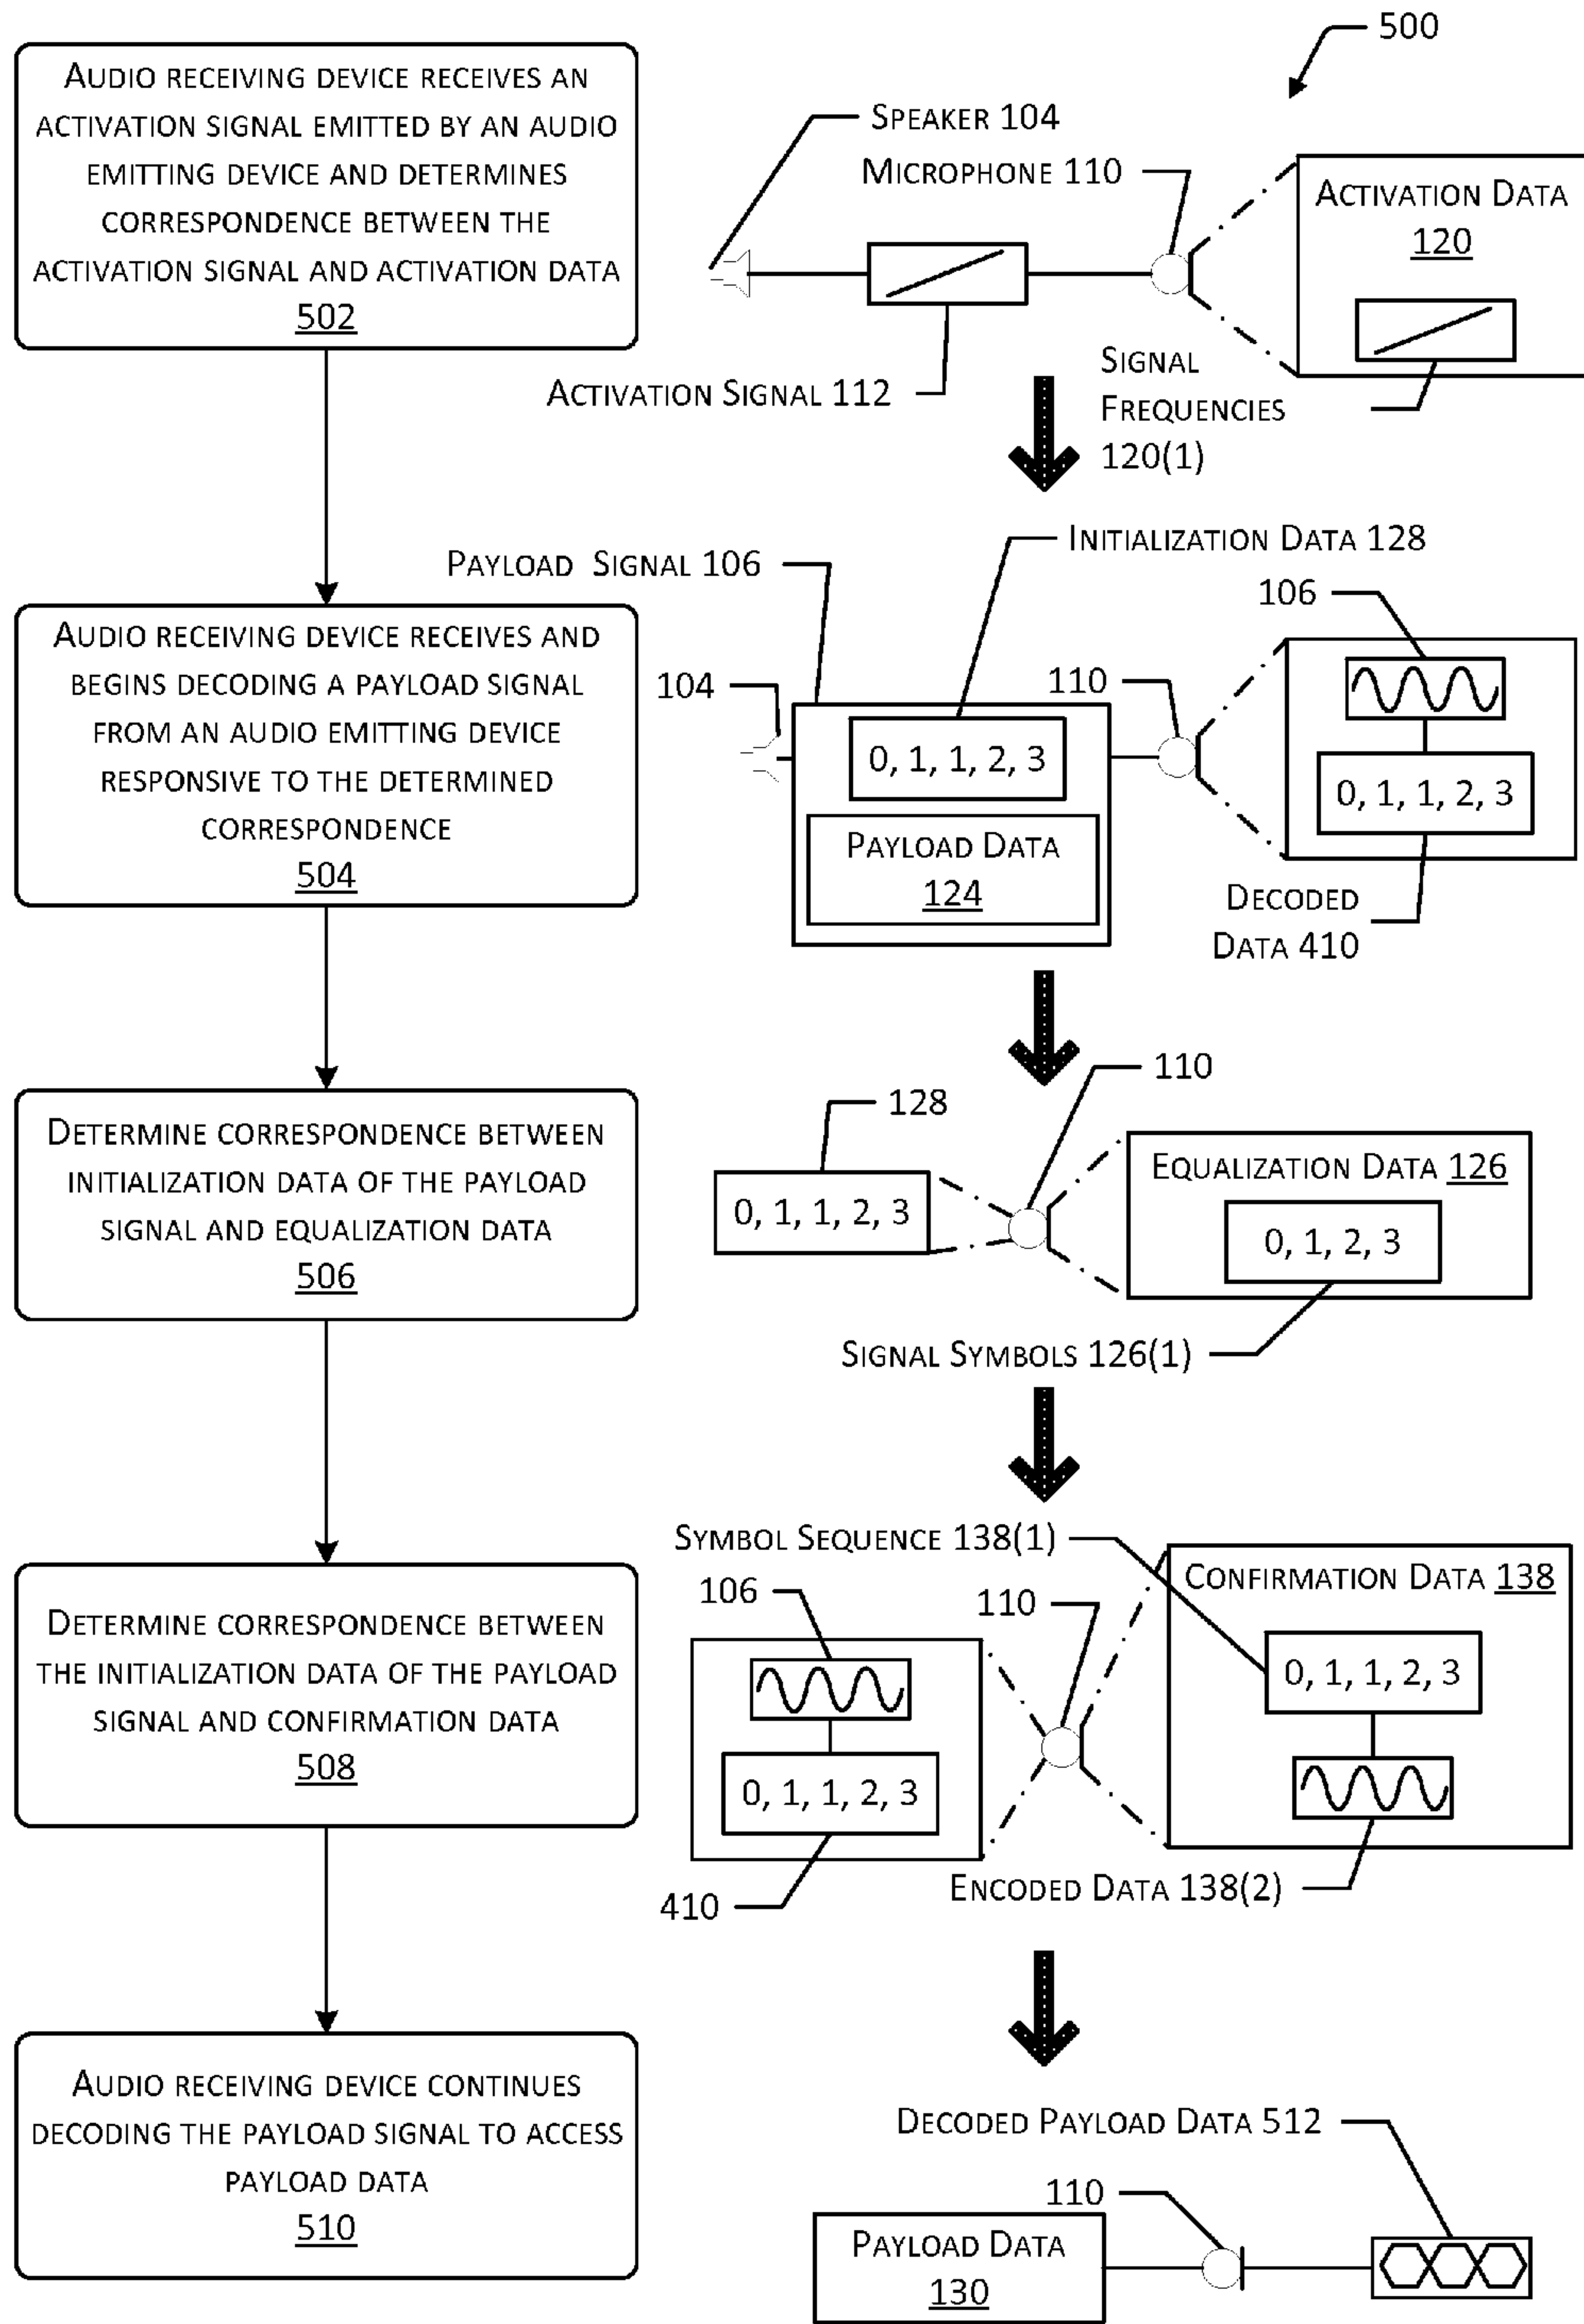 500
AUDIO RECEIVING DEVICE RECEIVES AN
ACTIVATION SIGNAL EMITTED BY AN AUDIO
EMITTING DEVICE AND DETERMINES
CORRESPONDENCE BETWEEN THE
ACTIVATION SIGNAL AND ACTIVATION DATA
502
SPEAKER 104
MICROPHONE 110
ACTIVATION DATA
120
ACTIVATION SIGNAL 112
SIGNAL
FREQUENCIES
120(1)
AUDIO RECEIVING DEVICE RECEIVES AND
BEGINS DECODING A PAYLOAD SIGNAL
FROM AN AUDIO EMITTING DEVICE
RESPONSIVE TO THE DETERMINED
CORRESPONDENCE
504
PAYLOAD SIGNAL 106
INITIALIZATION DATA 128
106
104
110
0, 1, 1, 2, 3
0, 1, 1, 2, 3
PAYLOAD DATA
124
DECODED
DATA 410
DETERMINE CORRESPONDENCE BETWEEN
INITIALIZATION DATA OF THE PAYLOAD
SIGNAL AND EQUALIZATION DATA
506
110
128
0, 1, 1, 2, 3
EQUALIZATION DATA 126
0, 1, 2, 3
SIGNAL SYMBOLS 126(1)
DETERMINE CORRESPONDENCE BETWEEN
THE INITIALIZATION DATA OF THE PAYLOAD
SIGNAL AND CONFIRMATION DATA
508
SYMBOL SEQUENCE 138(1)
106
110
CONFIRMATION DATA 138
0, 1, 1, 2, 3
0, 1, 1, 2, 3
410
ENCODED DATA 138(2)
AUDIO RECEIVING DEVICE CONTINUES
DECODING THE PAYLOAD SIGNAL TO ACCESS
PAYLOAD DATA
510
DECODED PAYLOAD DATA 512
110
PAYLOAD DATA
130